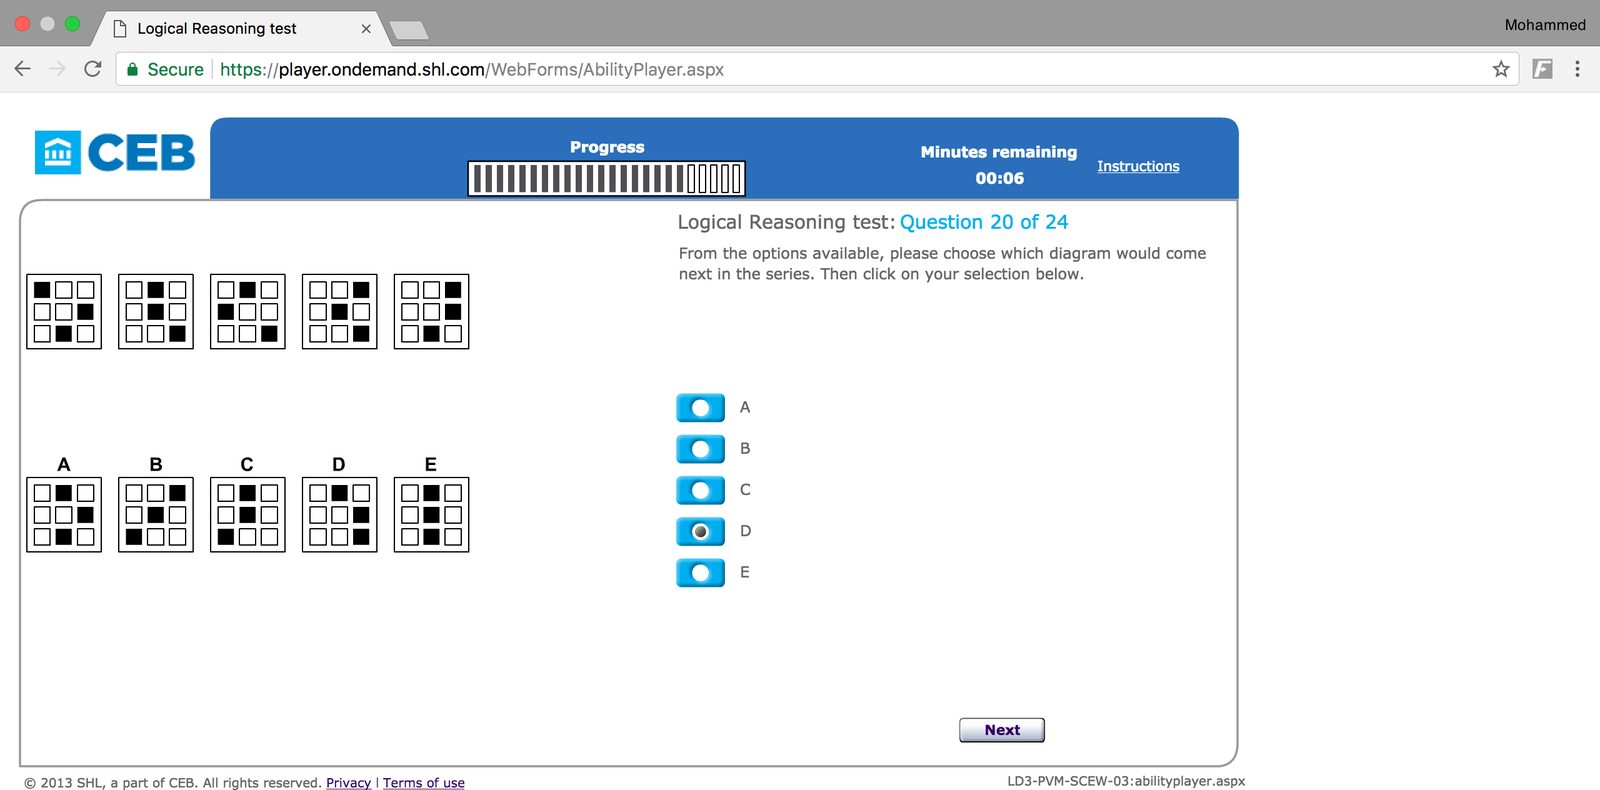 Logical Reasoning test
Mohammed
Secure https://player.ondemand.shl.com/WebForms/AbilityPlayer.aspx
CEB
Progress
Minutes remaining
00:06
Instructions
Logical Reasoning test: Question 20 of 24
From the options available, please choose which diagram would come
next in the series. Then click on your selection below.
A
B
C
D
E
A B C D E
Next
© 2013 SHL, a part of CEB. All rights reserved. Privacy | Terms of use
LD3-PVM-SCEW-03:abilityplayer.aspx